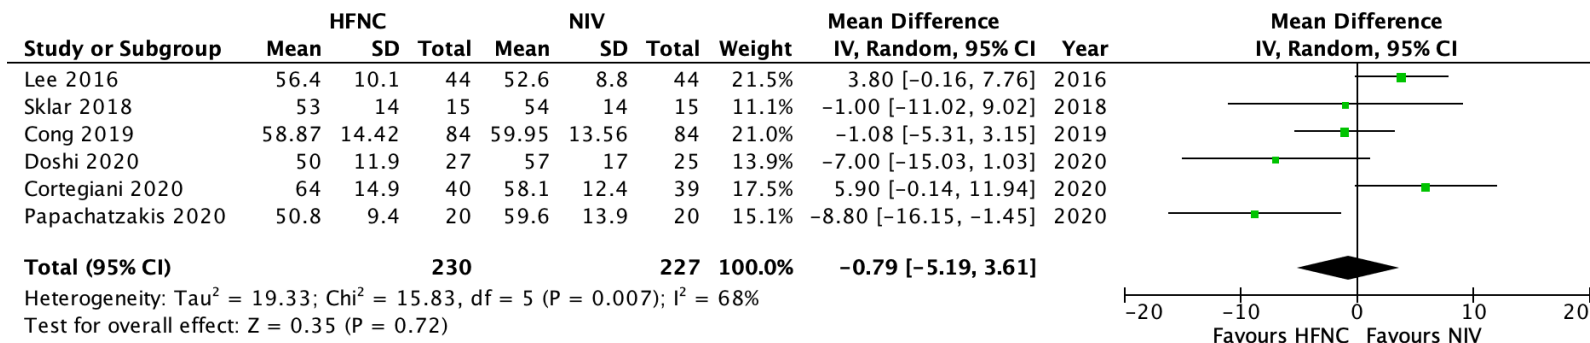 HFNC NIV Mean Difference Mean Difference
Study or Subgroup Mean SD Total Mean SD Total Weight IV, Random, 95% CI Year IV, Random, 95% CI
Lee 2016 56.4 10.1 44 52.6 8.8 44 21.5% 3.80 [−0.16, 7.76] 2016
Sklar 2018 53 14 15 54 14 15 11.1% −1.00 [−11.02, 9.02] 2018
Cong 2019 58.87 14.42 84 59.95 13.56 84 21.0% −1.08 [−5.31, 3.15] 2019
Doshi 2020 50 11.9 27 57 17 25 13.9% −7.00 [−15.03, 1.03] 2020
Cortegiani 2020 64 14.9 40 58.1 12.4 39 17.5% 5.90 [−0.14, 11.94] 2020
Papachatzakis 2020 50.8 9.4 20 59.6 13.9 20 15.1% −8.80 [−16.15, −1.45] 2020
Total (95% CI) 230 227 100.0% −0.79 [−5.19, 3.61]
Heterogeneity: Tau² = 19.33; Chi² = 15.83, df = 5 (P = 0.007); I² = 68%
Test for overall effect: Z = 0.35 (P = 0.72)
−20 −10 0 10 20
Favours HFNC Favours NIV